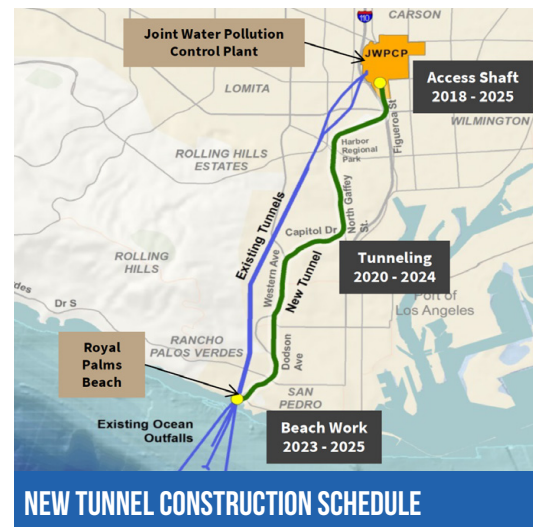 110
CARSON
Joint Water Pollution
Control Plant
JWPCP
Access Shaft
2018 - 2025
LOMITA
WILMINGTON
Figueroa St
Harbor
Regional
Park
ROLLING HILLS
ESTATES
North Gaffey
St.
Existing Tunnels
Capitol Dr
Western Ave
New Tunnel
ROLLING
HILLS
Tunneling
2020 - 2024
Port of
Los Angeles
des
Dr S
RANCHO
PALOS VERDES
Royal
Palms
Beach
Dodson
Ave
SAN
PEDRO
Existing Ocean
Outfalls
Beach Work
2023 - 2025
NEW TUNNEL CONSTRUCTION SCHEDULE